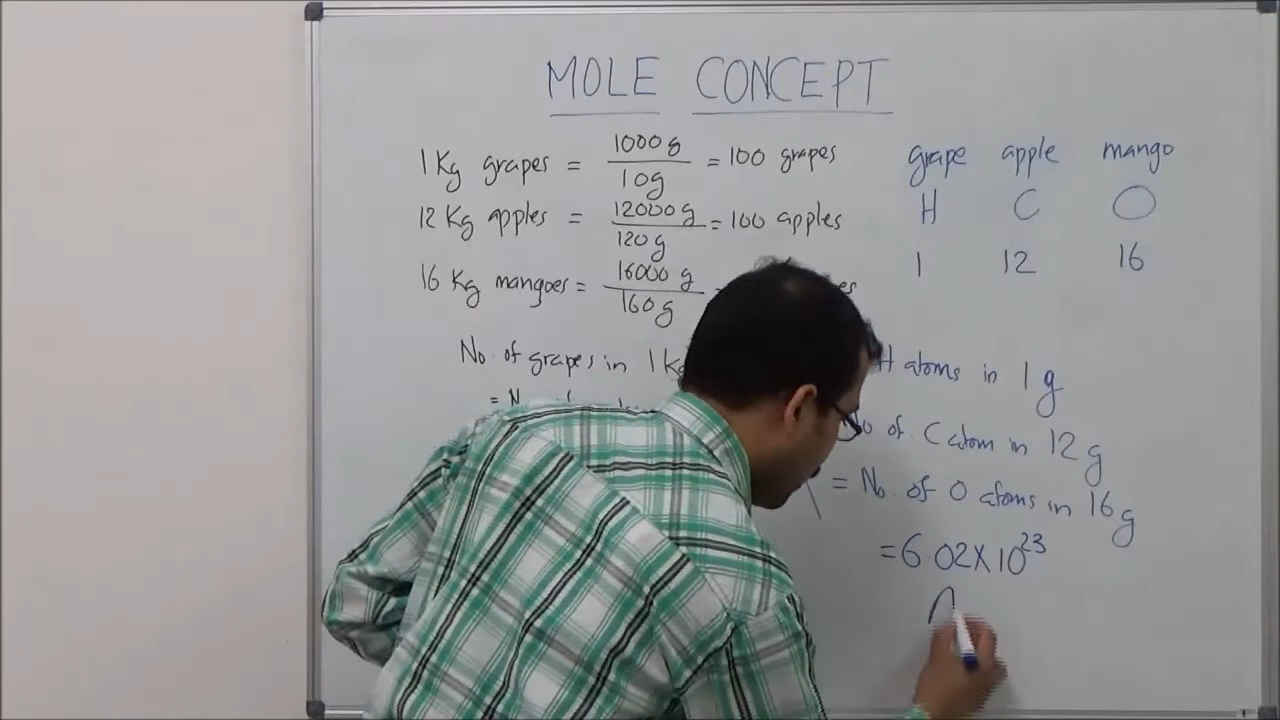 MOLE CONCEPT
1 Kg grapes = 1000 g / 10 g = 100 grapes
12 Kg apples = 12000 g / 120 g = 100 apples
16 Kg mangoes = 16000 g / 160 g =
grape apple mango
H C O
1 12 16
No. of grapes in 1 Kg
=
H atoms in 1 g
No of C atom in 12 g
= No. of O atoms in 16 g
= 6 02 X 10²³